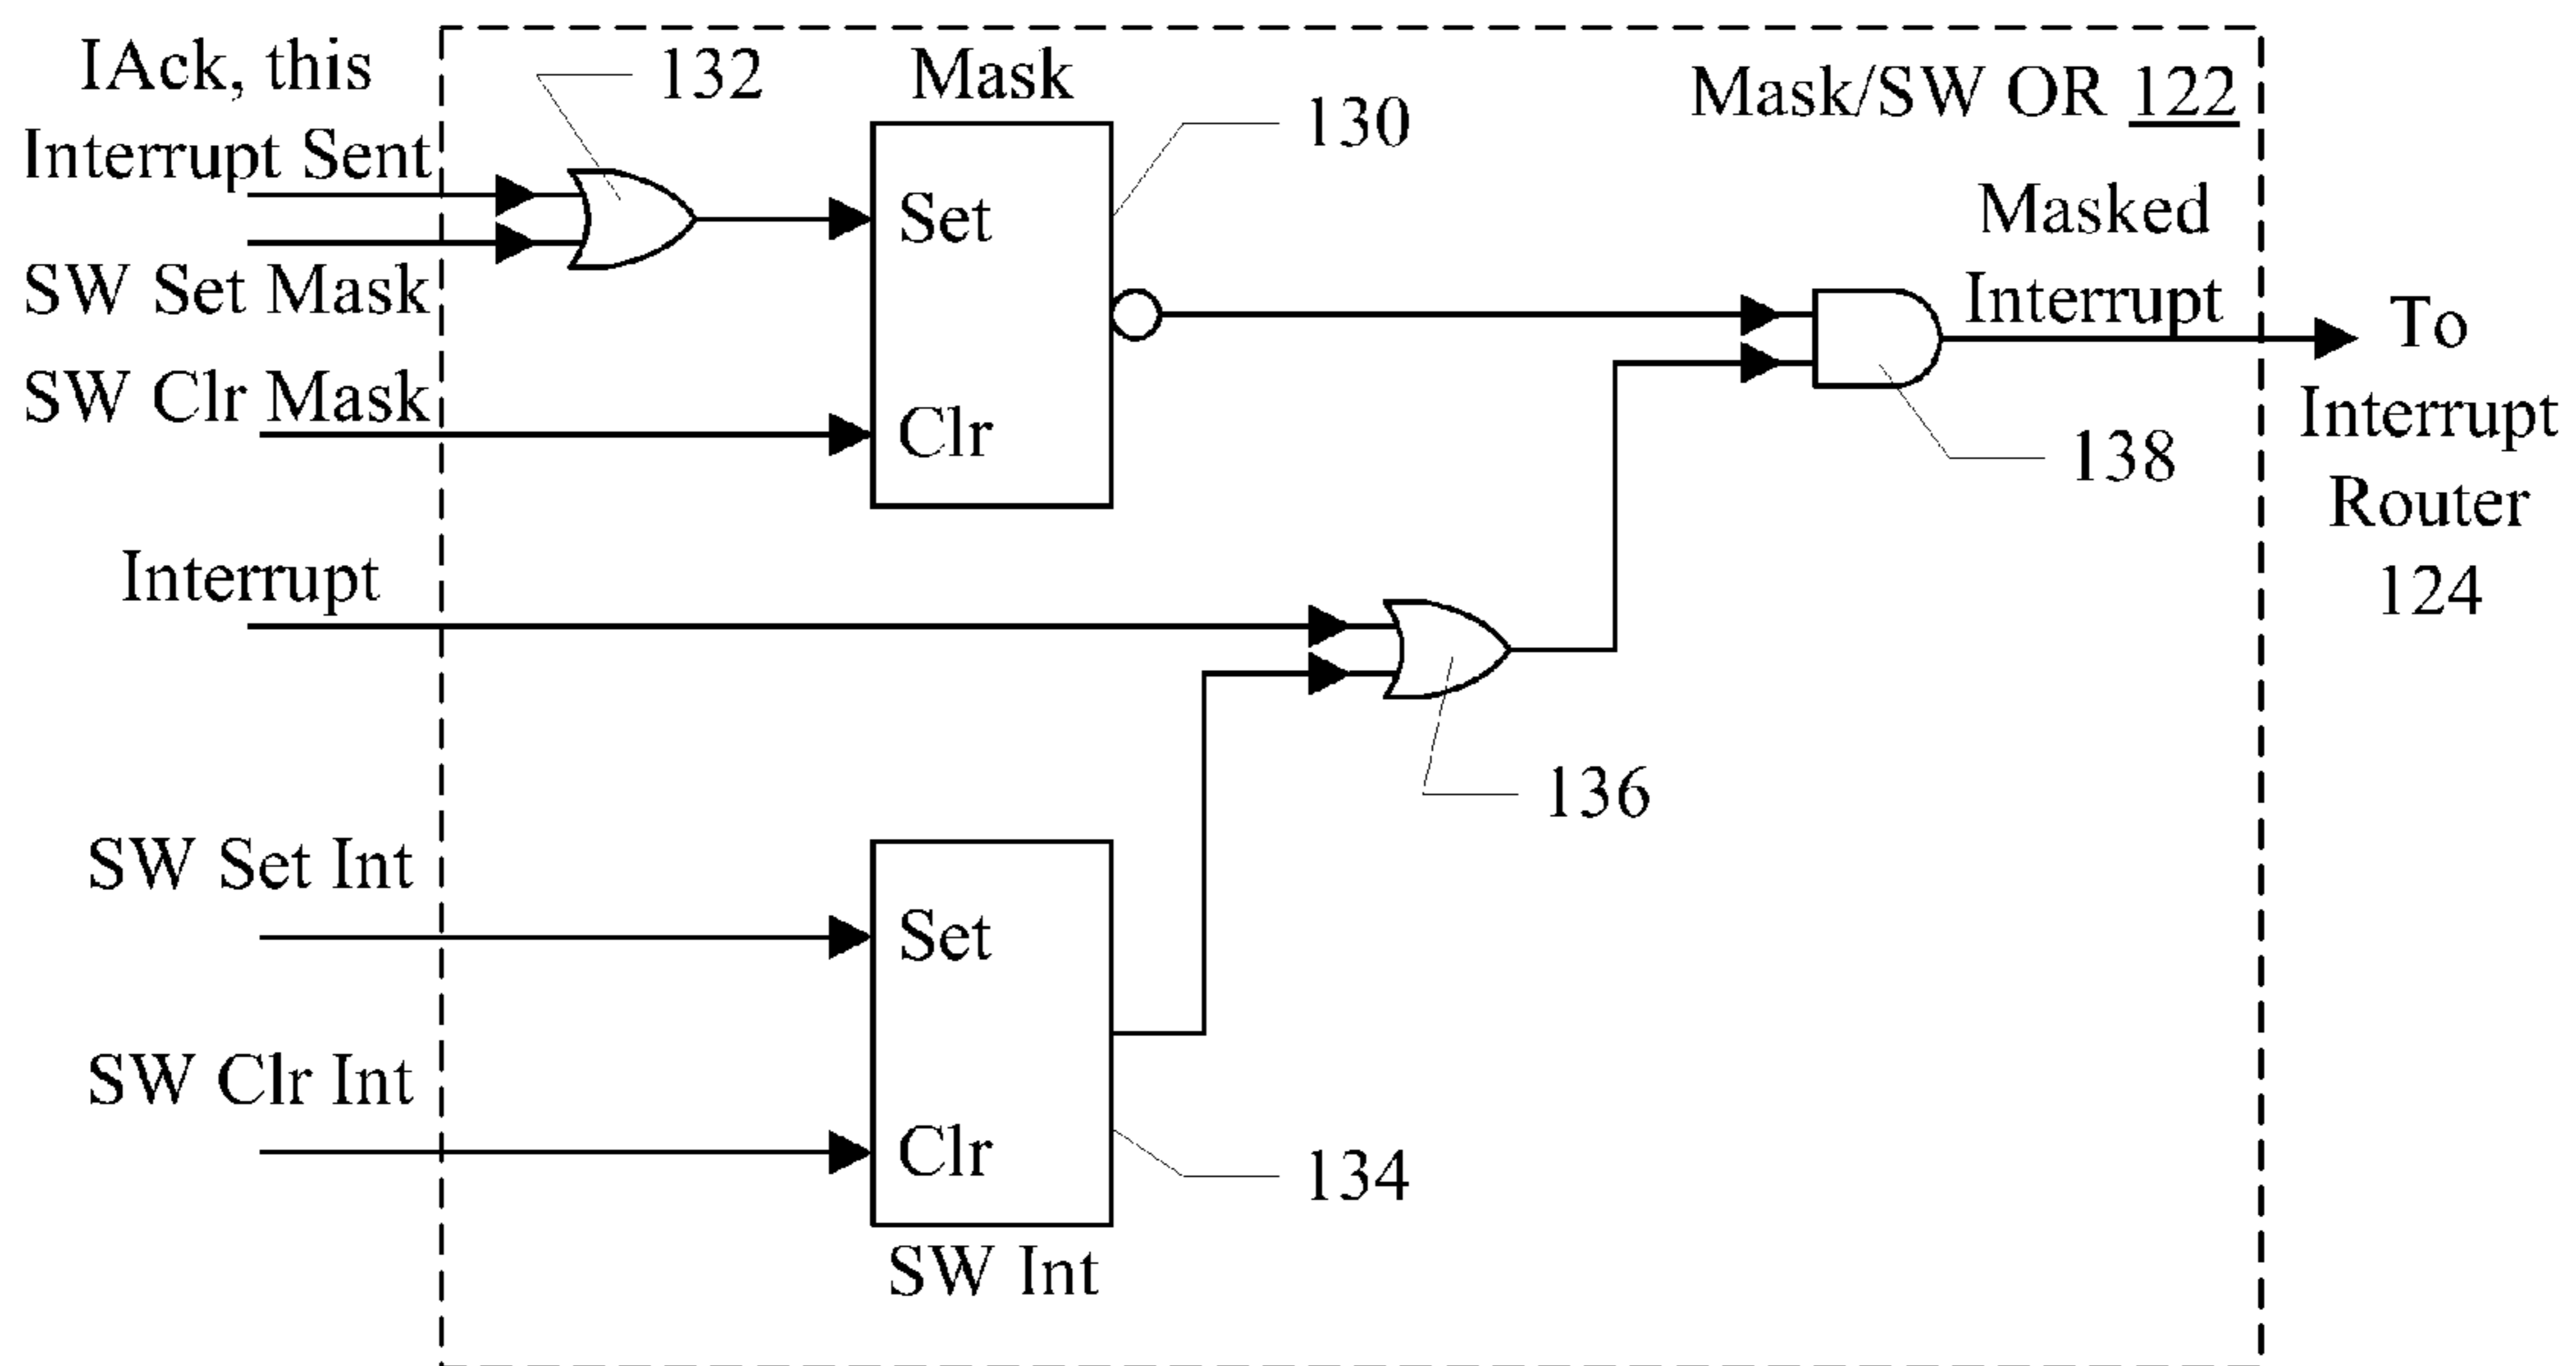 IAck, this
Interrupt Sent
SW Set Mask
SW Clr Mask
132
Mask
130
Set
Clr
Mask/SW OR 122
Masked
Interrupt
138
To
Interrupt
Router
124
Interrupt
136
SW Set Int
SW Clr Int
Set
Clr
134
SW Int